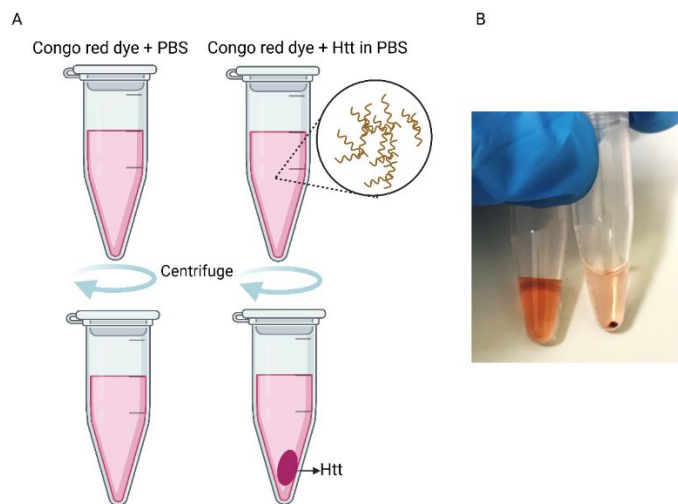 A
B
Congo red dye + PBS
Congo red dye + Htt in PBS
Centrifuge
Htt